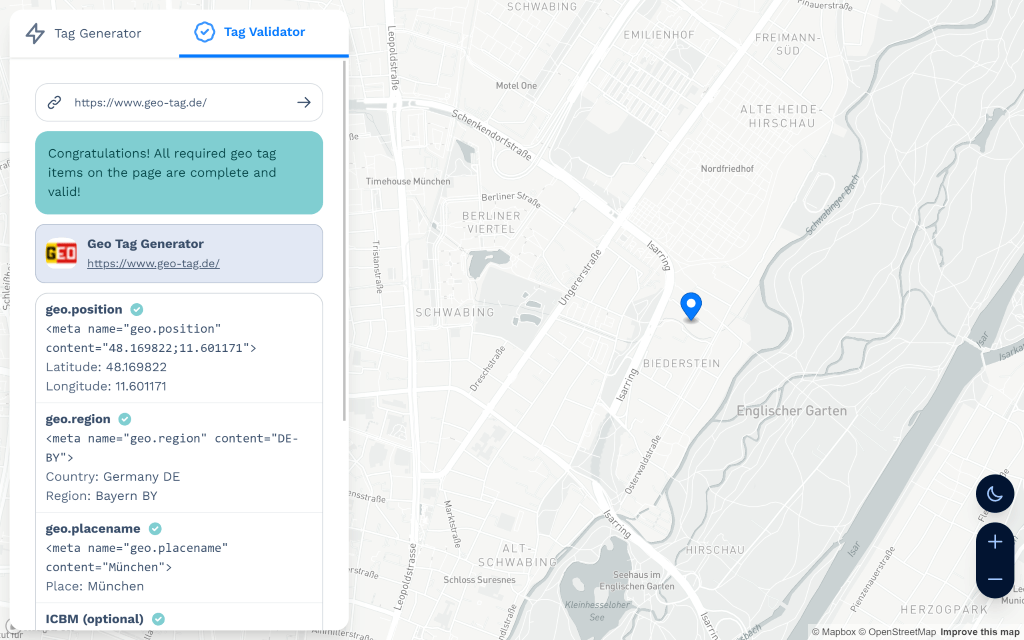 Tag Generator
Tag Validator
https://www.geo-tag.de/
Congratulations! All required geo tag
items on the page are complete and
valid!
GEO
Geo Tag Generator
https://www.geo-tag.de/
geo.position
<meta name="geo.position"
content="48.169822;11.601171">
Latitude: 48.169822
Longitude: 11.601171
geo.region
<meta name="geo.region" content="DE-
BY">
Country: Germany DE
Region: Bayern BY
geo.placename
<meta name="geo.placename"
content="München">
Place: München
ICBM (optional)
SCHWABING
Pinauerstraße
Leopoldstraße
EMILIENHOF
FREIMANN-
SÜD
Motel One
ALTE HEIDE-
HIRSCHAU
Schenkendorfstraße
Nordfriedhof
Timehouse München
Berliner Straße
BERLINER
VIERTEL
Schwabinger Bach
Tristanstraße
Isarring
Ungererstraße
SCHWABING
Isar
BIEDERSTEIN
Dreschstraße
Isarring
Englischer Garten
Osterwaldstraße
Marktstraße
Isarring
Isar
ALT-
SCHWABING
HIRSCHAU
Leopoldstrasse
Schloss Suresnes
Seehaus im
Englischen Garten
Pienzenauerstraße
Kleinhesseloher
See
HERZOGPARK
© Mapbox © OpenStreetMap Improve this map